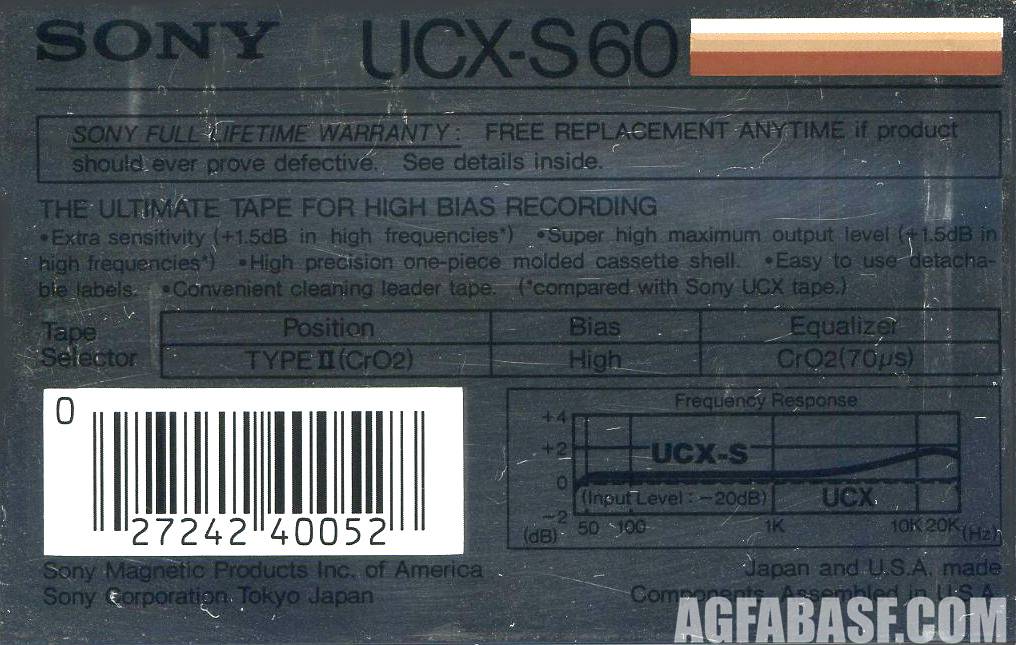 SONY UCX-S 60
SONY FULL LIFETIME WARRANTY: FREE REPLACEMENT ANYTIME if product
should ever prove defective. See details inside.
THE ULTIMATE TAPE FOR HIGH BIAS RECORDING
•Extra sensitivity (+1.5dB in high frequencies*) •Super high maximum output level (+1.5dB in
high frequencies*) •High precision one-piece molded cassette shell. •Easy to use detacha-
ble labels. •Convenient cleaning leader tape. (*compared with Sony UCX tape.)
Tape
Selector
Position Bias Equalizer
TYPE II (CrO2) High CrO2(70μs)
0
27242 40052
Frequency Response
+4
+2
UCX-S
0
(Input Level : −20dB) UCX
−2
(dB) 50 100 1K 10K 20K (Hz)
Sony Magnetic Products Inc. of America
Sony Corporation Tokyo Japan
Japan and U.S.A. made
Components. Assembled in U.S.A.
AGFABASF.COM